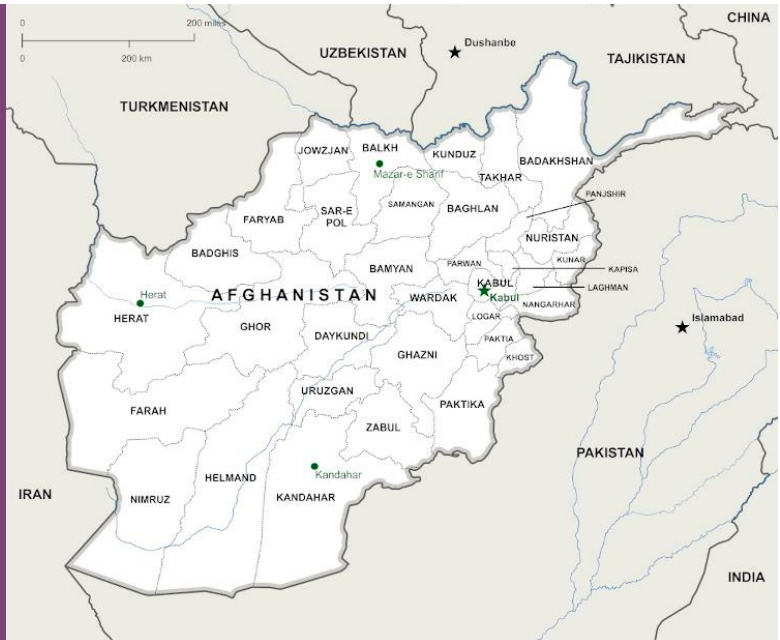 0 200 miles
0 200 km
CHINA
UZBEKISTAN
Dushanbe
TAJIKISTAN
TURKMENISTAN
JOWZJAN
BALKH
KUNDUZ
BADAKHSHAN
Mazar-e Sharif
TAKHAR
PANJSHIR
SAR-E
POL
SAMANGAN
BAGHLAN
FARYAB
NURISTAN
BADGHIS
BAMYAN
PARWAN
KUNAR
KAPISA
KABUL
Kabul
LAGHMAN
Herat
AFGHANISTAN
WARDAK
NANGARHAR
HERAT
LOGAR
Islamabad
GHOR
DAYKUNDI
PAKTIA
GHAZNI
KHOST
URUZGAN
FARAH
PAKTIKA
ZABUL
PAKISTAN
Kandahar
HELMAND
IRAN
NIMRUZ
KANDAHAR
INDIA